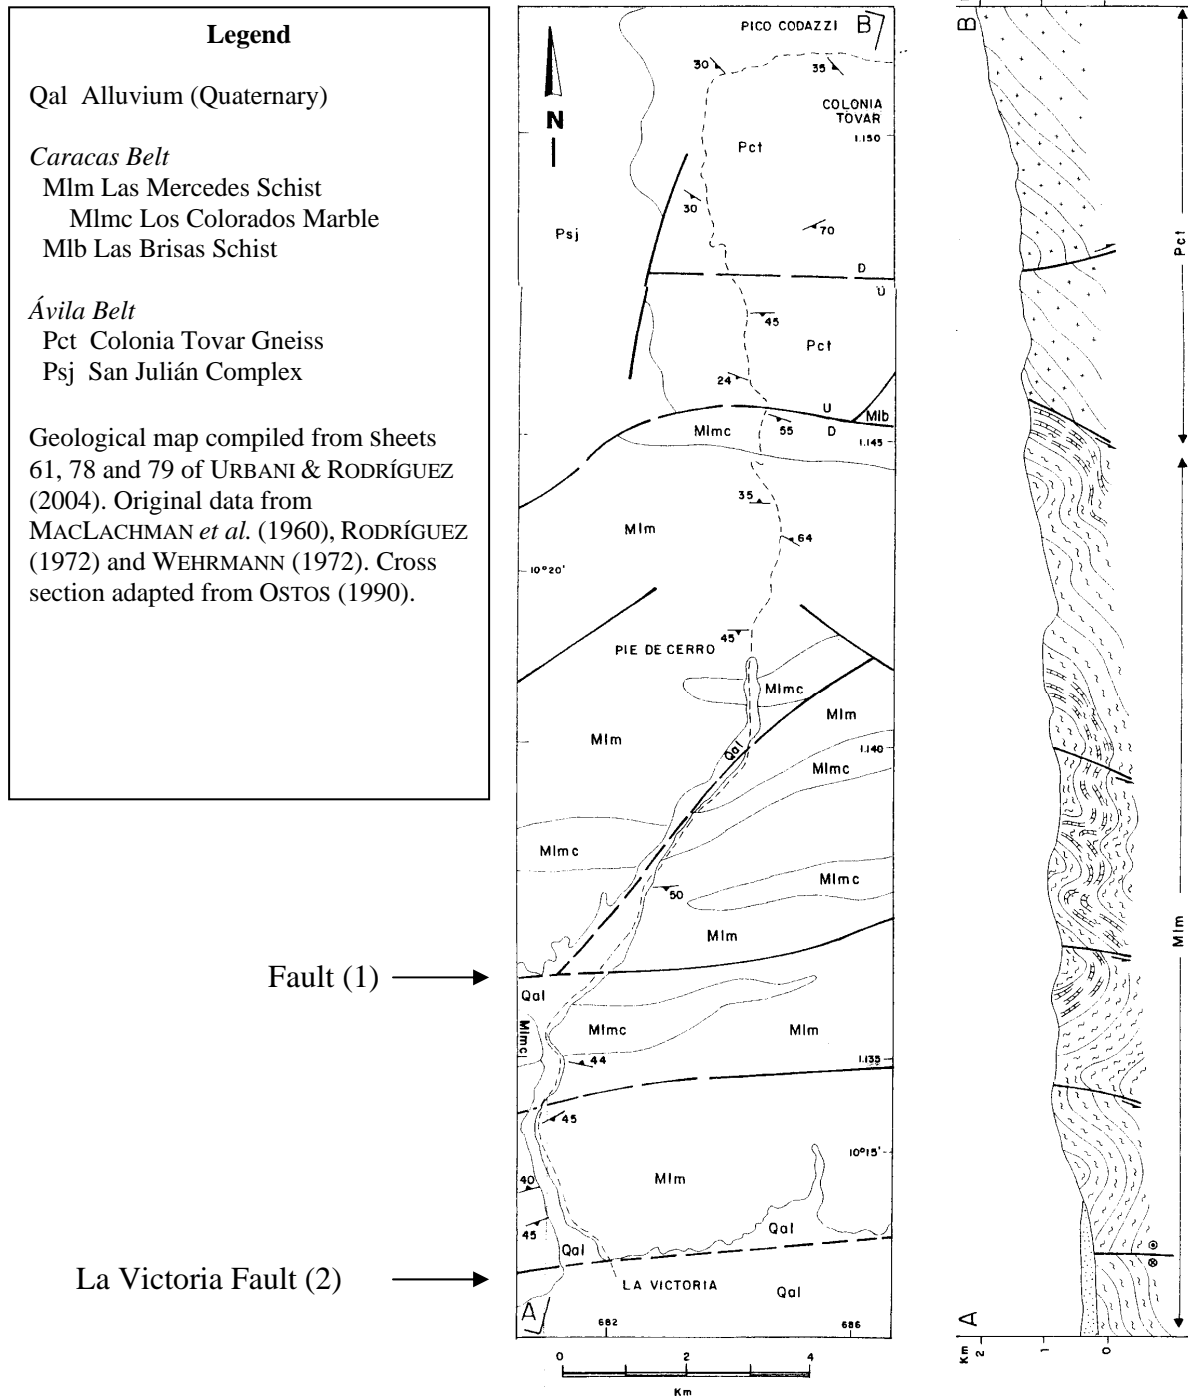 Legend
Qal Alluvium (Quaternary)
Caracas Belt
Mlm Las Mercedes Schist
Mlmc Los Colorados Marble
Mlb Las Brisas Schist
Ávila Belt
Pct Colonia Tovar Gneiss
Psj San Julián Complex
Geological map compiled from sheets
61, 78 and 79 of URBANI & RODRÍGUEZ
(2004). Original data from
MACLACHMAN et al. (1960), RODRÍGUEZ
(1972) and WEHRMANN (1972). Cross
section adapted from OSTOS (1990).
Fault (1)
La Victoria Fault (2)
PICO CODAZZI
B
30
35
N
COLONIA
TOVAR
1.150
Pct
30
Psj
70
D
U
45
Pct
24
U
D
Mlb
Mlmc
55
1.145
35
Mlm
64
10°20'
45
PIE DE CERRO
Mlmc
Mlm
Mlm
Qal
1.140
Mlmc
Mlmc
Mlmc
50
Mlm
Qal
Mlmc
Mlmc
Mlm
44
1.135
45
10°15'
Mlm
40
45
Qal
Qal
LA VICTORIA
Qal
A
682
686
0 2 4
Km
B
Pct
Mlm
A
Km
2 1 0